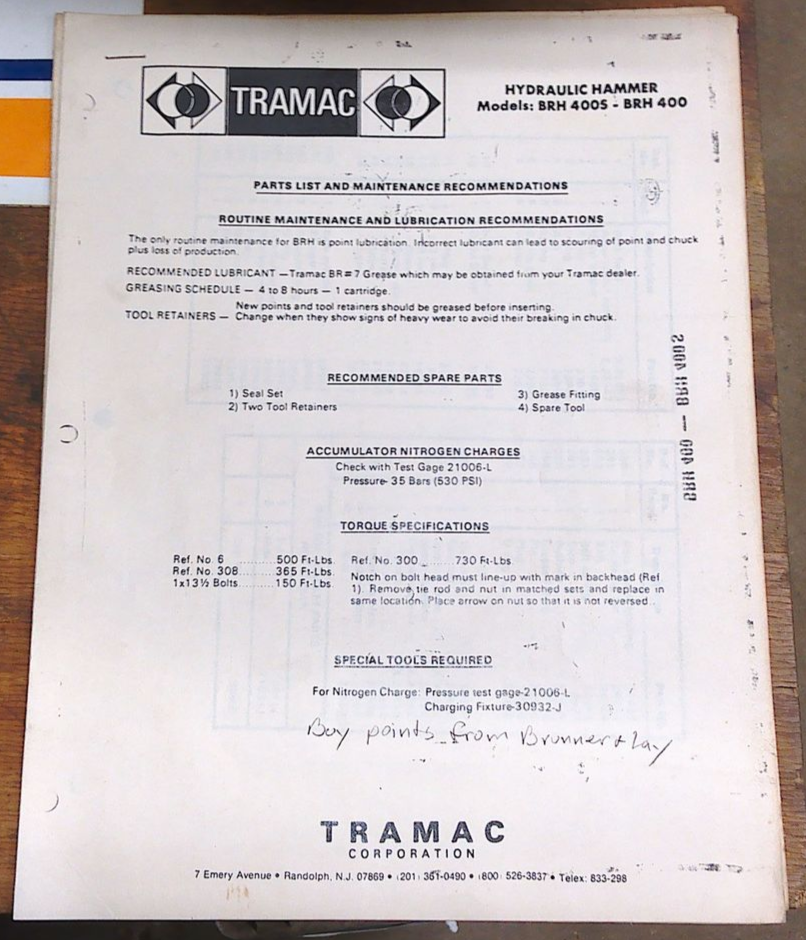 TRAMAC
HYDRAULIC HAMMER
Models: BRH 400S - BRH 400
PARTS LIST AND MAINTENANCE RECOMMENDATIONS
ROUTINE MAINTENANCE AND LUBRICATION RECOMMENDATIONS
The only routine maintenance for BRH is point lubrication. Incorrect lubricant can lead to scouring of point and chuck
plus loss of production.
RECOMMENDED LUBRICANT — Tramac BR#7 Grease which may be obtained from your Tramac dealer.
GREASING SCHEDULE — 4 to 8 hours — 1 cartridge.
New points and tool retainers should be greased before inserting.
TOOL RETAINERS — Change when they show signs of heavy wear to avoid their breaking in chuck.
RECOMMENDED SPARE PARTS
1) Seal Set
2) Two Tool Retainers
3) Grease Fitting
4) Spare Tool
ACCUMULATOR NITROGEN CHARGES
Check with Test Gage 21006-L
Pressure- 35 Bars (530 PSI)
TORQUE SPECIFICATIONS
Ref. No. 6 ..........500 Ft-Lbs.
Ref. No. 308..........365 Ft-Lbs.
1x13½ Bolts..........150 Ft-Lbs.
Ref. No. 300 ........730 Ft-Lbs.
Notch on bolt head must line-up with mark in backhead (Ref
1). Remove tie rod and nut in matched sets and replace in
same location. Place arrow on nut so that it is not reversed.
SPECIAL TOOLS REQUIRED
For Nitrogen Charge: Pressure test gage-21006-L
Charging Fixture-30932-J
Buy points from Brunner & Lay
TRAMAC
CORPORATION
7 Emery Avenue • Randolph, N.J. 07869 • (201) 361-0490 • (800) 526-3837 • Telex: 833-298
BRH 400 — BRH 400S